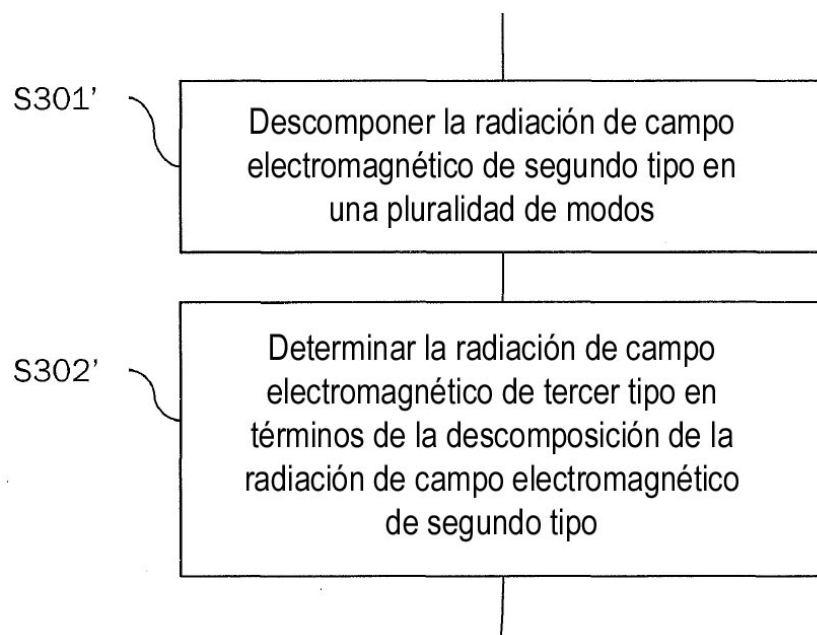 S301’
Descomponer la radiación de campo
electromagnético de segundo tipo en
una pluralidad de modos
S302’
Determinar la radiación de campo
electromagnético de tercer tipo en
términos de la descomposición de la
radiación de campo electromagnético
de segundo tipo